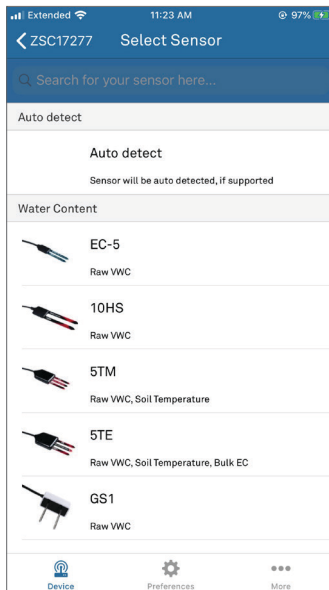 Extended 11:23 AM 97%
ZSC17277 Select Sensor
Search for your sensor here...
Auto detect
Auto detect
Sensor will be auto detected, if supported
Water Content
EC-5
Raw VWC
10HS
Raw VWC
5TM
Raw VWC, Soil Temperature
5TE
Raw VWC, Soil Temperature, Bulk EC
GS1
Raw VWC
Device Preferences More